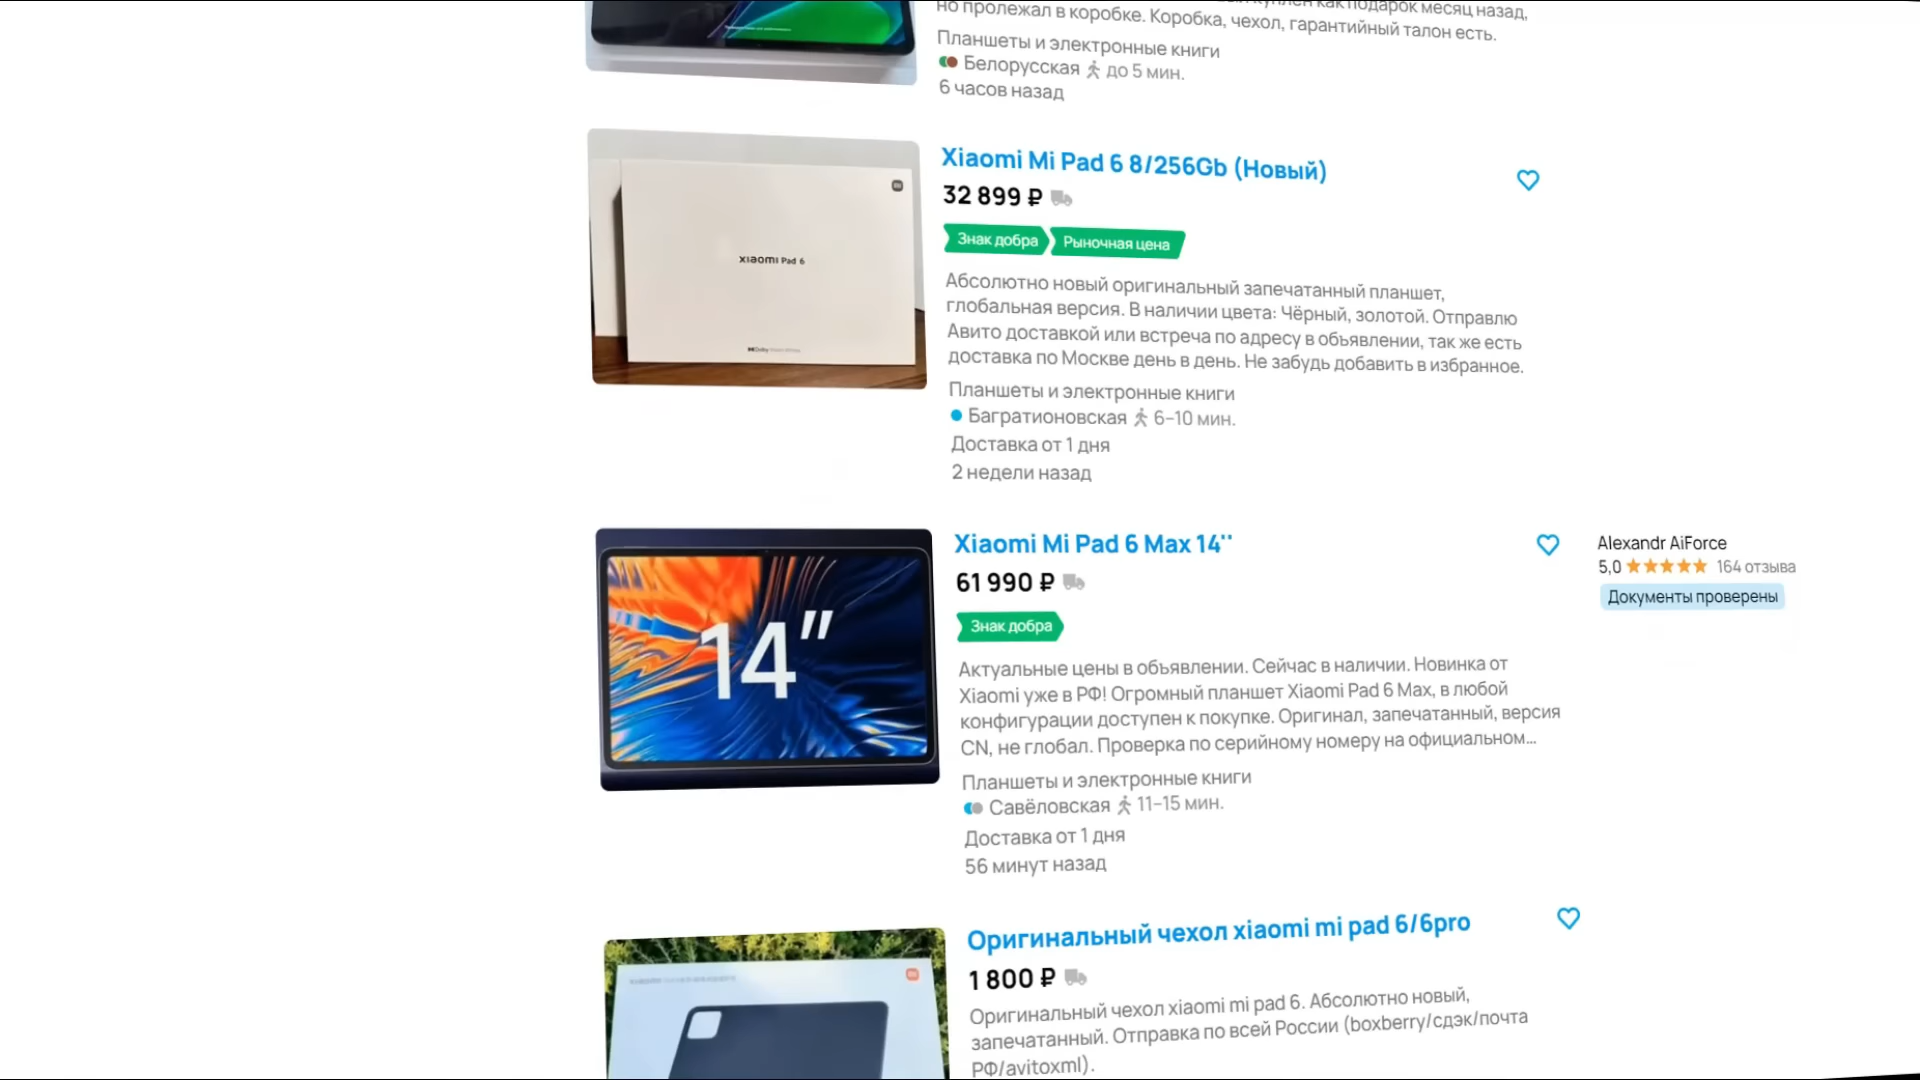 как подарок месяц назад,
но пролежал в коробке. Коробка, чехол, гарантийный талон есть.
Планшеты и электронные книги
Белорусская до 5 мин.
6 часов назад
xiaomi Pad 6
Xiaomi Mi Pad 6 8/256Gb (Новый)
32 899 ₽
Знак добра Рыночная цена
Абсолютно новый оригинальный запечатанный планшет,
глобальная версия. В наличии цвета: Чёрный, золотой. Отправлю
Авито доставкой или встреча по адресу в объявлении, так же есть
доставка по Москве день в день. Не забудь добавить в избранное.
Планшеты и электронные книги
Багратионовская 6–10 мин.
Доставка от 1 дня
2 недели назад
14"
Xiaomi Mi Pad 6 Max 14''
61 990 ₽
Знак добра
Актуальные цены в объявлении. Сейчас в наличии. Новинка от
Xiaomi уже в РФ! Огромный планшет Xiaomi Pad 6 Max, в любой
конфигурации доступен к покупке. Оригинал, запечатанный, версия
CN, не глобал. Проверка по серийному номеру на официальном...
Планшеты и электронные книги
Савёловская 11–15 мин.
Доставка от 1 дня
56 минут назад
Alexandr AiForce
5,0 164 отзыва
Документы проверены
Оригинальный чехол xiaomi mi pad 6/6pro
1 800 ₽
Оригинальный чехол xiaomi mi pad 6. Абсолютно новый,
запечатанный. Отправка по всей России (boxberry/сдэк/почта
РФ/avitoxml).